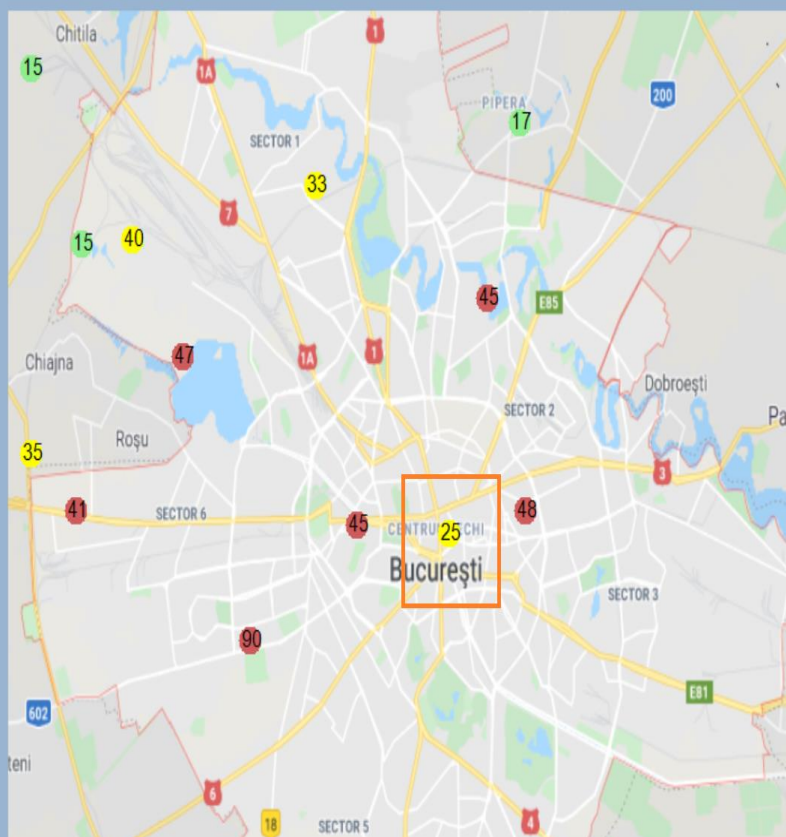 1
Chitila
15
1A
200
PIPERA
17
SECTOR 1
33
7
15
40
45
E85
47
1A
1
Chiajna
Dobroești
SECTOR 2
Pa
Roșu
35
3
41
SECTOR 6
45
48
CENTRUL VECHI
25
București
SECTOR 3
90
E81
602
teni
6
18
SECTOR 5
4